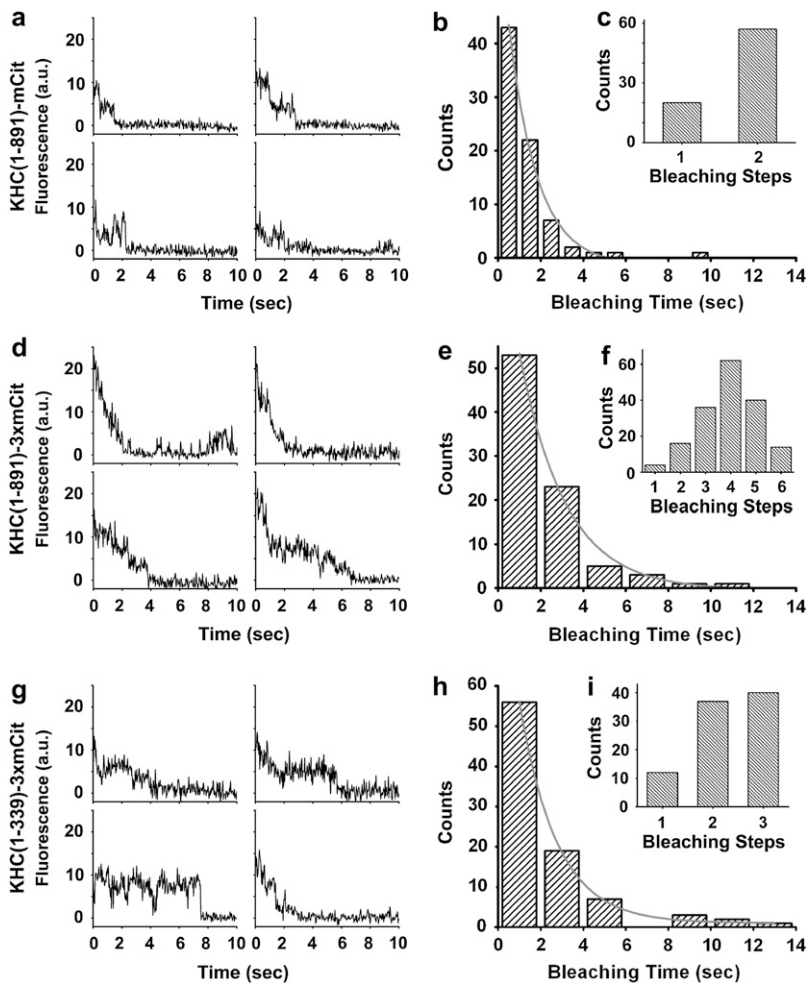 a
KHC(1-891)-mCit
Fluorescence (a.u.)
20
10
0
20
10
0
0 2 4 6 8 10
0 2 4 6 8 10
Time (sec)
b
Counts
40
30
20
10
0
0 2 4 6 8 10 12 14
Bleaching Time (sec)
c
Counts
60
30
0
1 2
Bleaching Steps
d
KHC(1-891)-3xmCit
Fluorescence (a.u.)
20
10
0
20
10
0
0 2 4 6 8 10
0 2 4 6 8 10
Time (sec)
e
Counts
50
40
30
20
10
0
0 2 4 6 8 10 12 14
Bleaching Time (sec)
f
Counts
60
40
20
0
1 2 3 4 5 6
Bleaching Steps
g
KHC(1-339)-3xmCit
Fluorescence (a.u.)
20
10
0
20
10
0
0 2 4 6 8 10
0 2 4 6 8 10
Time (sec)
h
Counts
60
50
40
30
20
10
0
0 2 4 6 8 10 12 14
Bleaching Time (sec)
i
Counts
40
30
20
10
0
1 2 3
Bleaching Steps